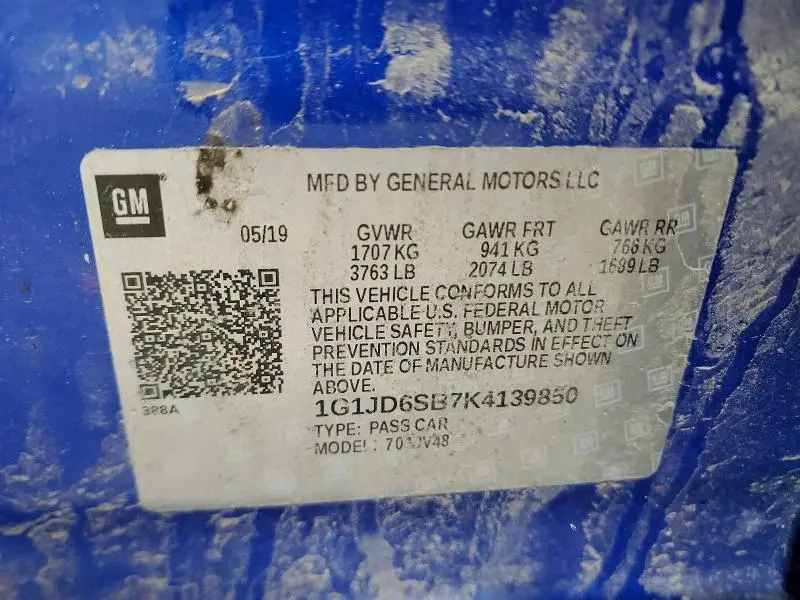 GM
MFD BY GENERAL MOTORS LLC
05/19 GVWR GAWR FRT GAWR RR
1707 KG 941 KG 766 KG
3763 LB 2074 LB 1689 LB
THIS VEHICLE CONFORMS TO ALL
APPLICABLE U.S. FEDERAL MOTOR
VEHICLE SAFETY, BUMPER, AND THEFT
PREVENTION STANDARDS IN EFFECT ON
THE DATE OF MANUFACTURE SHOWN
ABOVE.
388A
1G1JD6SB7K4139850
TYPE: PASS CAR
MODEL: